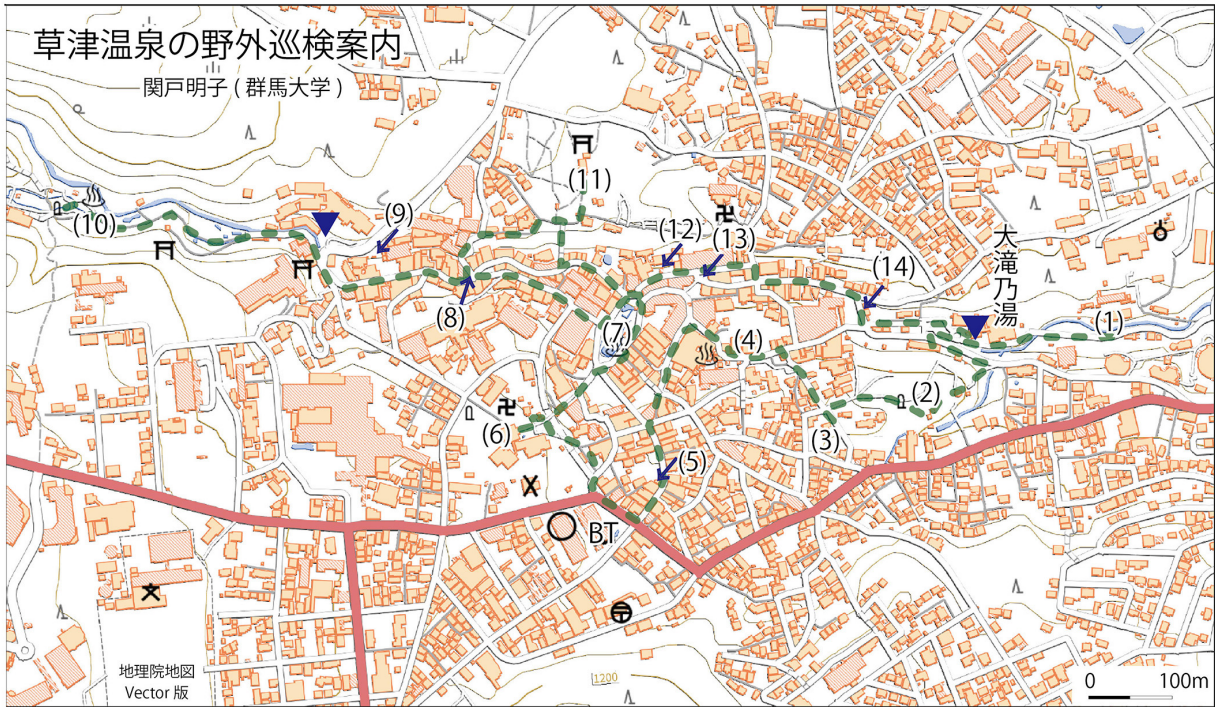 草津温泉の野外巡検案内
関戸明子 ( 群馬大学 )
(11)
(9)
(10)
(12)
(13)
(14)
大滝乃湯
(8)
(7)
(4)
(1)
(2)
(6)
(3)
(5)
BT
地理院地図
Vector 版
1200
0 100m